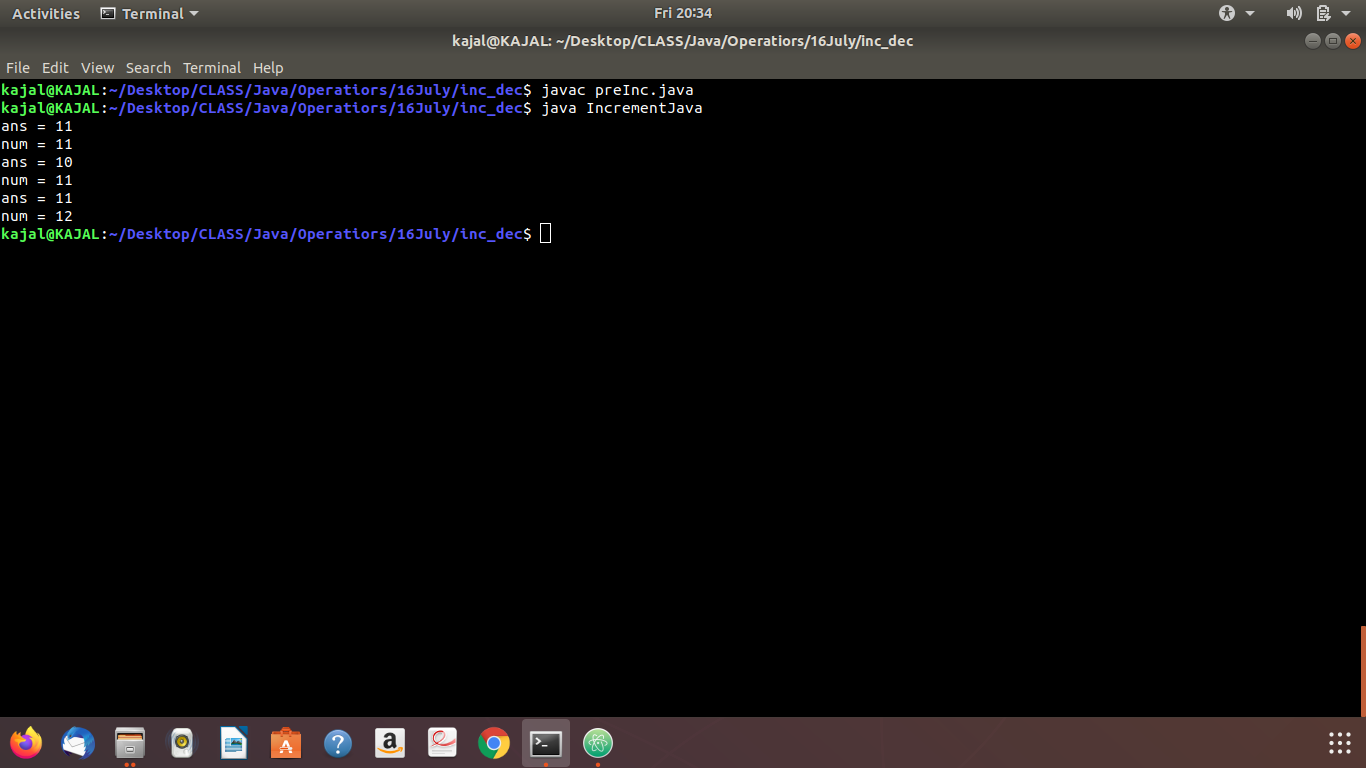 Activities Terminal Fri 20:34
kajal@KAJAL: ~/Desktop/CLASS/Java/Operatiors/16July/inc_dec
File Edit View Search Terminal Help
kajal@KAJAL:~/Desktop/CLASS/Java/Operatiors/16July/inc_dec$ javac preInc.java
kajal@KAJAL:~/Desktop/CLASS/Java/Operatiors/16July/inc_dec$ java IncrementJava
ans = 11
num = 11
ans = 10
num = 11
ans = 11
num = 12
kajal@KAJAL:~/Desktop/CLASS/Java/Operatiors/16July/inc_dec$